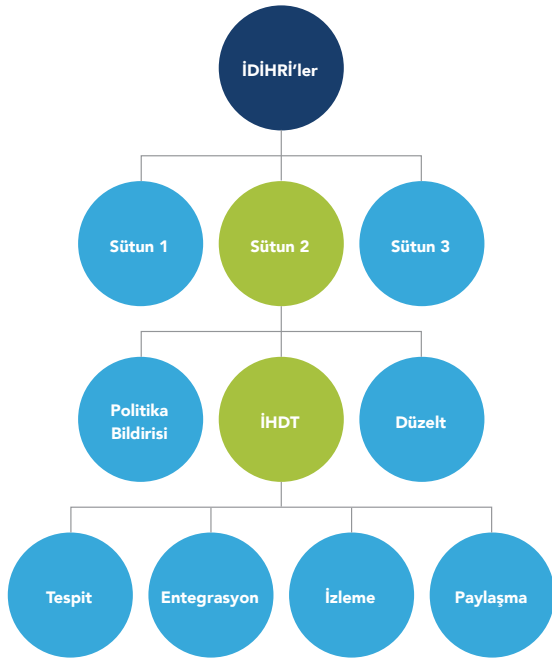 İDİHRİ’ler
Sütun 1
Sütun 2
Sütun 3
Politika
Bildirisi
İHDT
Düzelt
Tespit
Entegrasyon
İzleme
Paylaşma